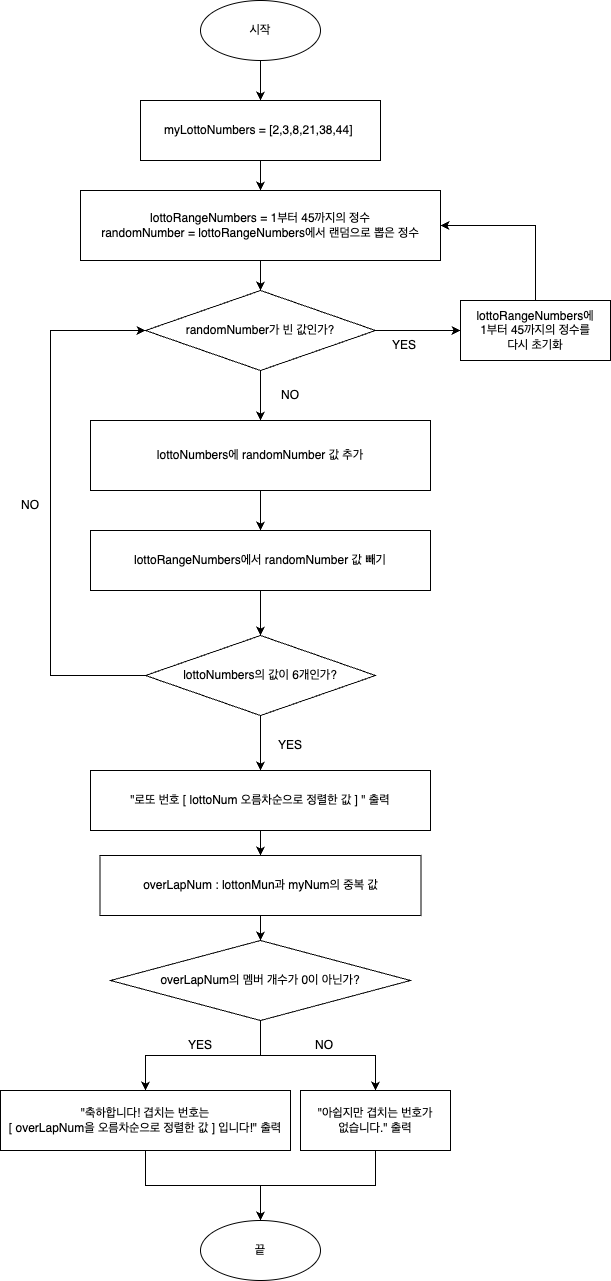 시작
myLottoNumbers = [2,3,8,21,38,44]
lottoRangeNumbers = 1부터 45까지의 정수
randomNumber = lottoRangeNumbers에서 랜덤으로 뽑은 정수
randomNumber가 빈 값인가?
YES
lottoRangeNumbers에
1부터 45까지의 정수를
다시 초기화
NO
lottoNumbers에 randomNumber 값 추가
NO
lottoRangeNumbers에서 randomNumber 값 빼기
lottoNumbers의 값이 6개인가?
YES
"로또 번호 [ lottoNum 오름차순으로 정렬한 값 ] " 출력
overLapNum : lottonMun과 myNum의 중복 값
overLapNum의 멤버 개수가 0이 아닌가?
YES
NO
"축하합니다! 겹치는 번호는
[ overLapNum을 오름차순으로 정렬한 값 ] 입니다!" 출력
"아쉽지만 겹치는 번호가
없습니다." 출력
끝